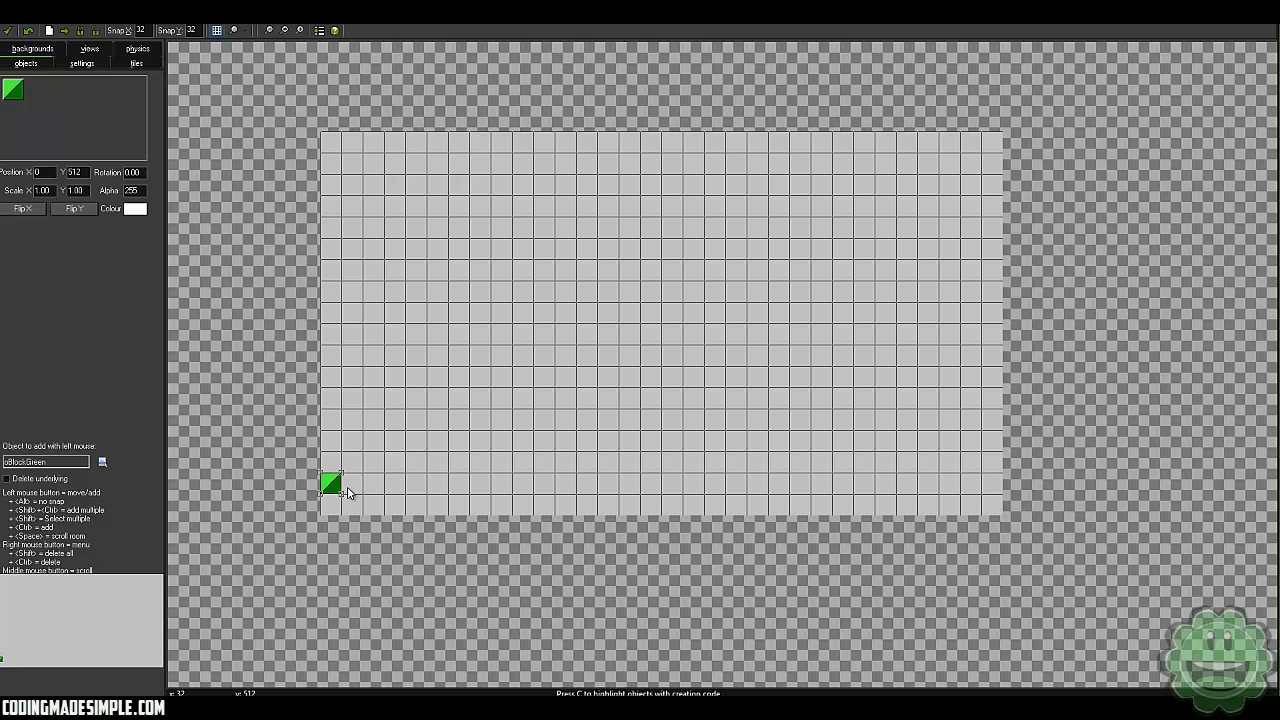 Snap X: 32 Snap Y: 32
backgrounds views physics
objects settings tiles
Position X 0 Y 512 Rotation 0.00
Scale X 1.00 Y 1.00 Alpha 255
Flip X Flip Y Colour
Object to add with left mouse:
oBlockGreen
Delete underlying
Left mouse button = move/add
+ <Alt> = no snap
+ <Shift>+<Ctrl> = add multiple
+ <Shift> = Select multiple
+ <Ctrl> = add
+ <Space> = scroll room
Right mouse button = menu
+ <Shift> = delete all
+ <Ctrl> = delete
Middle mouse button = scroll
x: 32 y: 512 Press C to highlight objects with creation code
CODINGMADESIMPLE.COM